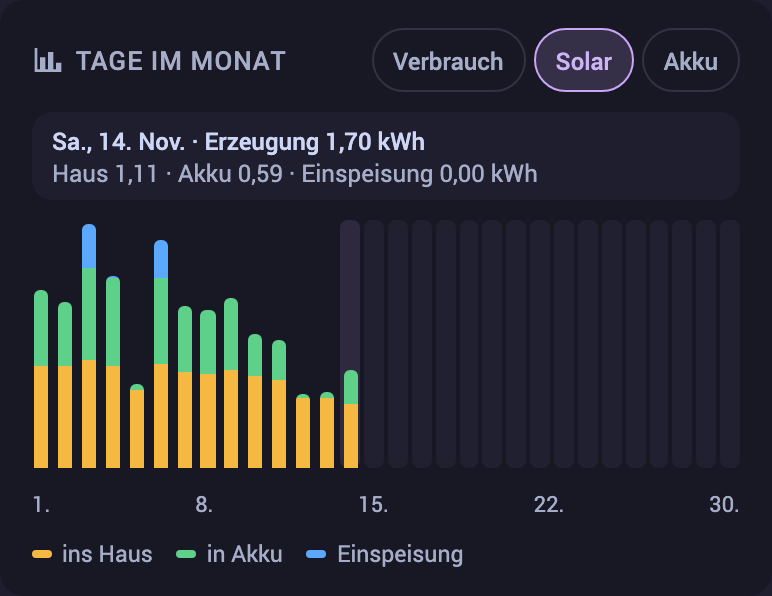 TAGE IM MONAT
Verbrauch
Solar
Akku
Sa., 14. Nov. · Erzeugung 1,70 kWh
Haus 1,11 · Akku 0,59 · Einspeisung 0,00 kWh
1. 8. 15. 22. 30.
ins Haus
in Akku
Einspeisung